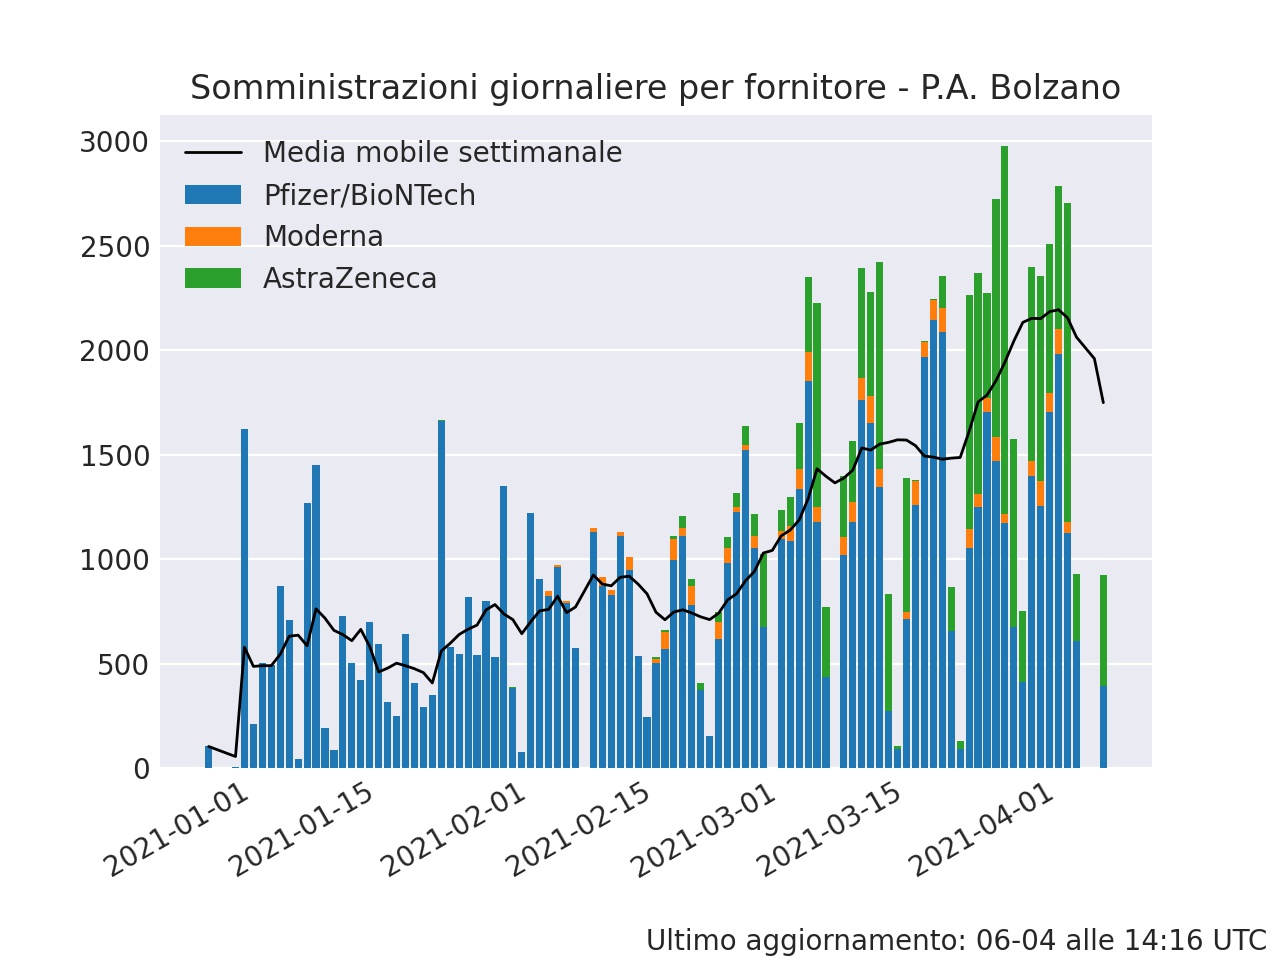 Somministrazioni giornaliere per fornitore - P.A. Bolzano
3000
2500
2000
1500
1000
500
0
Media mobile settimanale
Pfizer/BioNTech
Moderna
AstraZeneca
2021-01-01
2021-01-15
2021-02-01
2021-02-15
2021-03-01
2021-03-15
2021-04-01
Ultimo aggiornamento: 06-04 alle 14:16 UTC